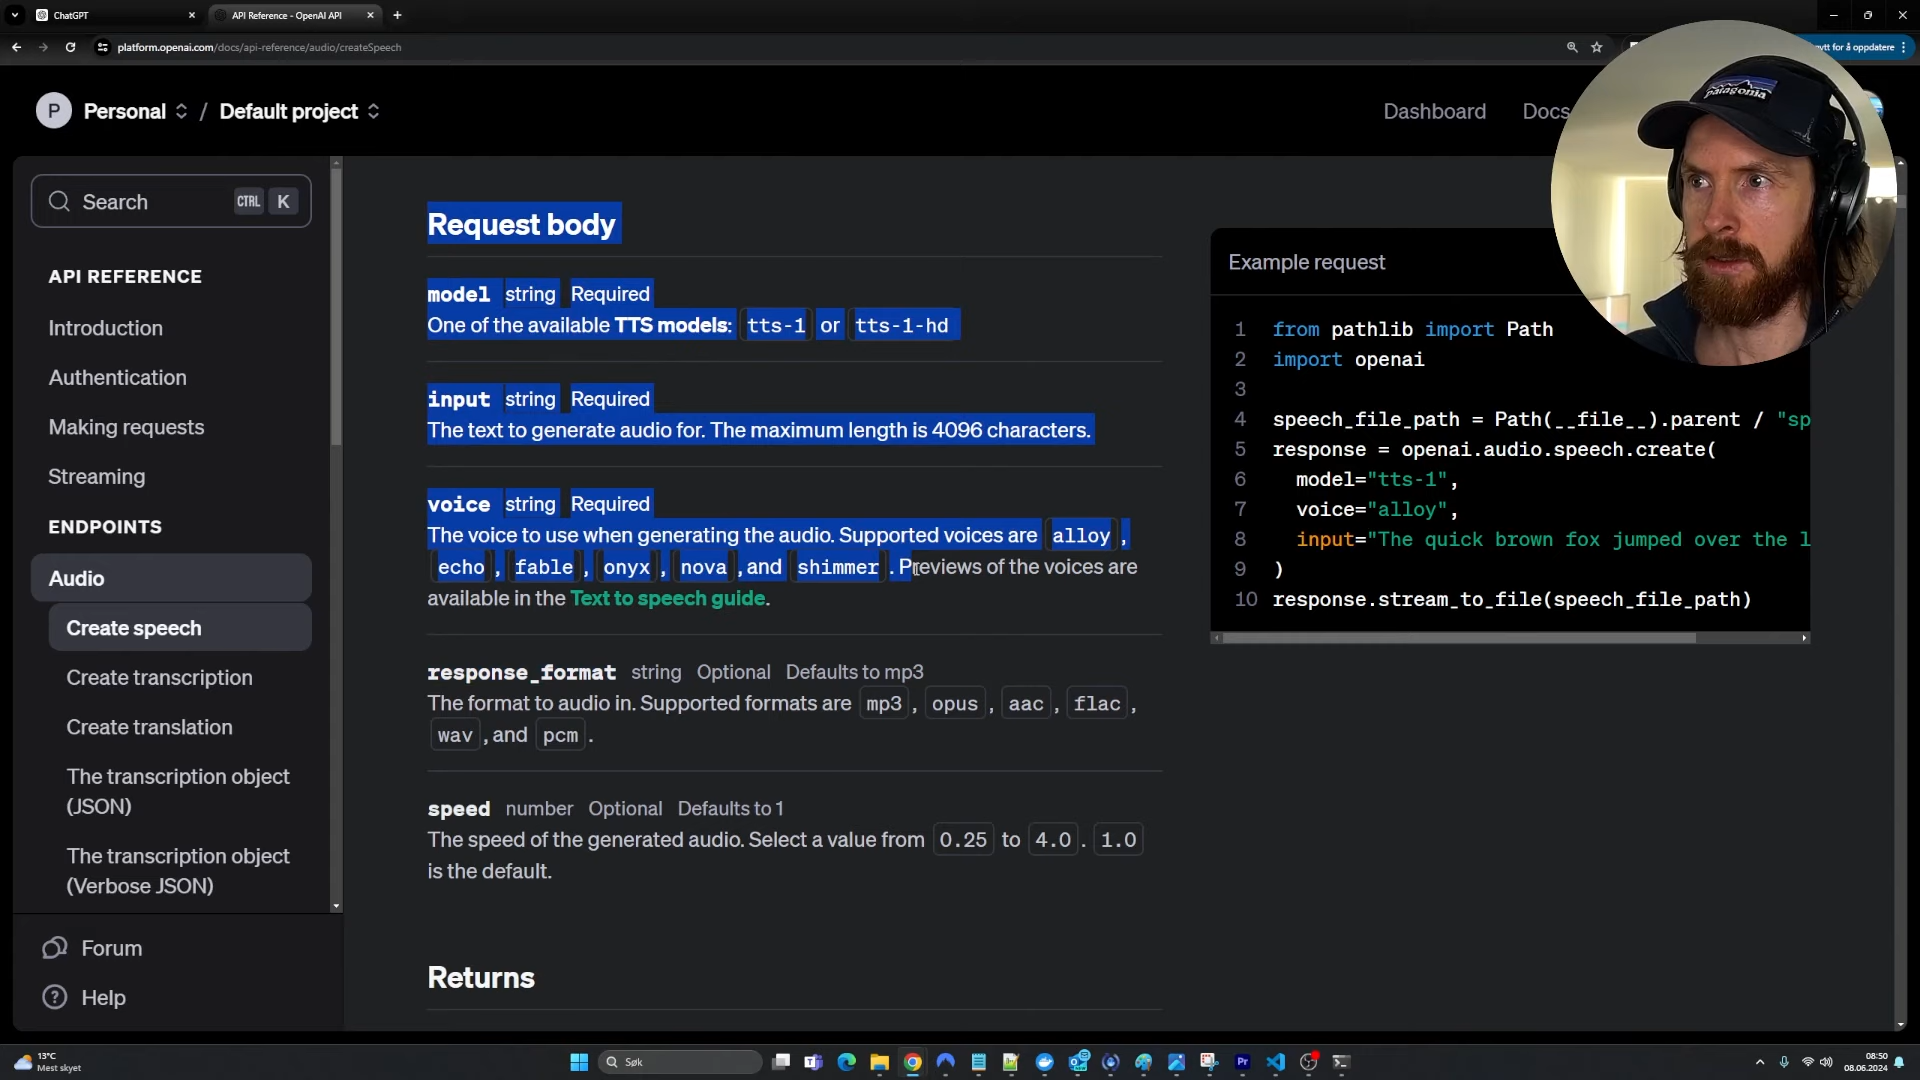 ChatGPT
API Reference - OpenAI API
platform.openai.com/docs/api-reference/audio/createSpeech
tt for å oppdatere
P Personal / Default project
Dashboard Docs
patagonia
Search CTRL K
API REFERENCE
Introduction
Authentication
Making requests
Streaming
ENDPOINTS
Audio
Create speech
Create transcription
Create translation
The transcription object
(JSON)
The transcription object
(Verbose JSON)
Forum
Help
Request body
model string Required
One of the available TTS models: tts-1 or tts-1-hd
input string Required
The text to generate audio for. The maximum length is 4096 characters.
voice string Required
The voice to use when generating the audio. Supported voices are alloy,
echo, fable, onyx, nova, and shimmer. Previews of the voices are
available in the Text to speech guide.
response_format string Optional Defaults to mp3
The format to audio in. Supported formats are mp3, opus, aac, flac,
wav, and pcm.
speed number Optional Defaults to 1
The speed of the generated audio. Select a value from 0.25 to 4.0. 1.0
is the default.
Returns
Example request
1 from pathlib import Path
2 import openai
3
4 speech_file_path = Path(__file__).parent / "sp
5 response = openai.audio.speech.create(
6 model="tts-1",
7 voice="alloy",
8 input="The quick brown fox jumped over the l
9 )
10 response.stream_to_file(speech_file_path)
13°C
Mest skyet
Søk
Pr
08:50
08.06.2024